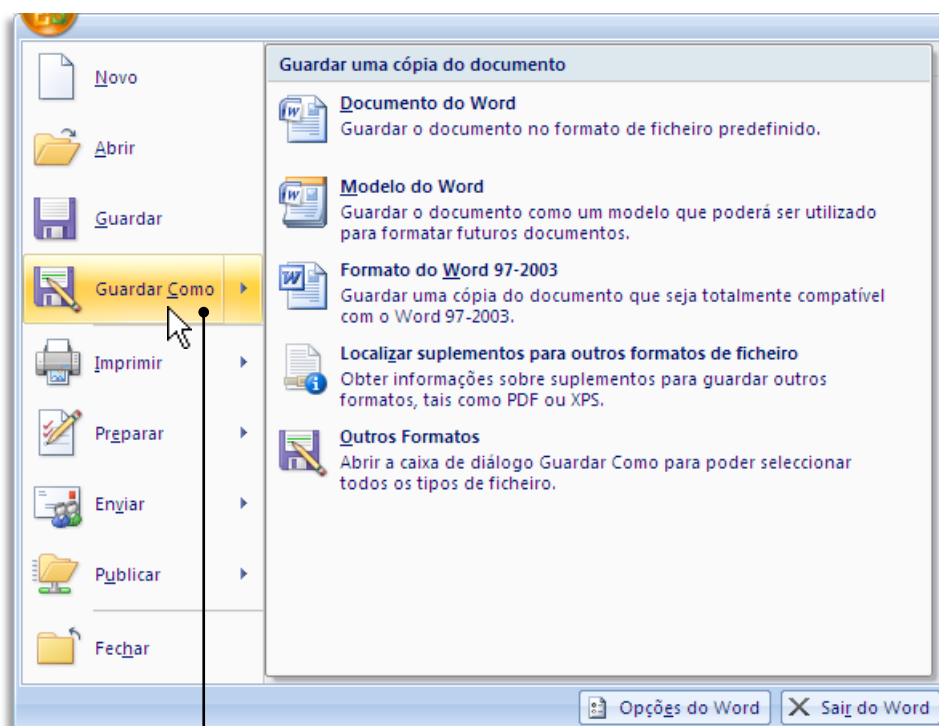 Novo
Abrir
Guardar
Guardar Como
Imprimir
Preparar
Enviar
Publicar
Fechar
Guardar uma cópia do documento
Documento do Word
Guardar o documento no formato de ficheiro predefinido.
Modelo do Word
Guardar o documento como um modelo que poderá ser utilizado
para formatar futuros documentos.
Formato do Word 97-2003
Guardar uma cópia do documento que seja totalmente compatível
com o Word 97-2003.
Localizar suplementos para outros formatos de ficheiro
Obter informações sobre suplementos para guardar outros
formatos, tais como PDF ou XPS.
Outros Formatos
Abrir a caixa de diálogo Guardar Como para poder seleccionar
todos os tipos de ficheiro.
Opções do Word
Sair do Word